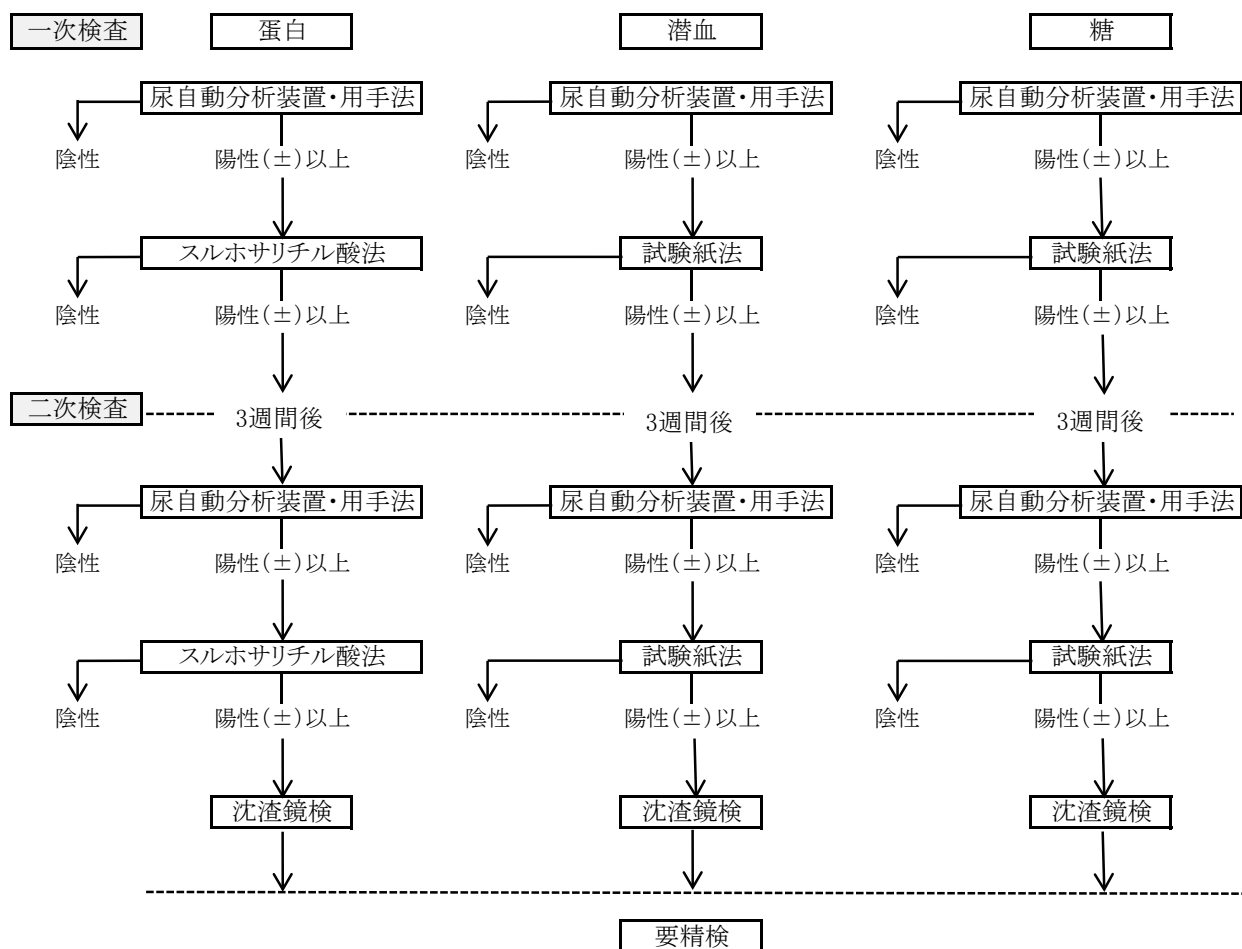 一次検査 蛋白 潜血 糖
尿自動分析装置・用手法 尿自動分析装置・用手法 尿自動分析装置・用手法
陰性 陽性(±)以上 陰性 陽性(±)以上 陰性 陽性(±)以上
スルホサリチル酸法 試験紙法 試験紙法
陰性 陽性(±)以上 陰性 陽性(±)以上 陰性 陽性(±)以上
二次検査 3週間後 3週間後 3週間後
尿自動分析装置・用手法 尿自動分析装置・用手法 尿自動分析装置・用手法
陰性 陽性(±)以上 陰性 陽性(±)以上 陰性 陽性(±)以上
スルホサリチル酸法 試験紙法 試験紙法
陰性 陽性(±)以上 陰性 陽性(±)以上 陰性 陽性(±)以上
沈渣鏡検 沈渣鏡検 沈渣鏡検
要精検